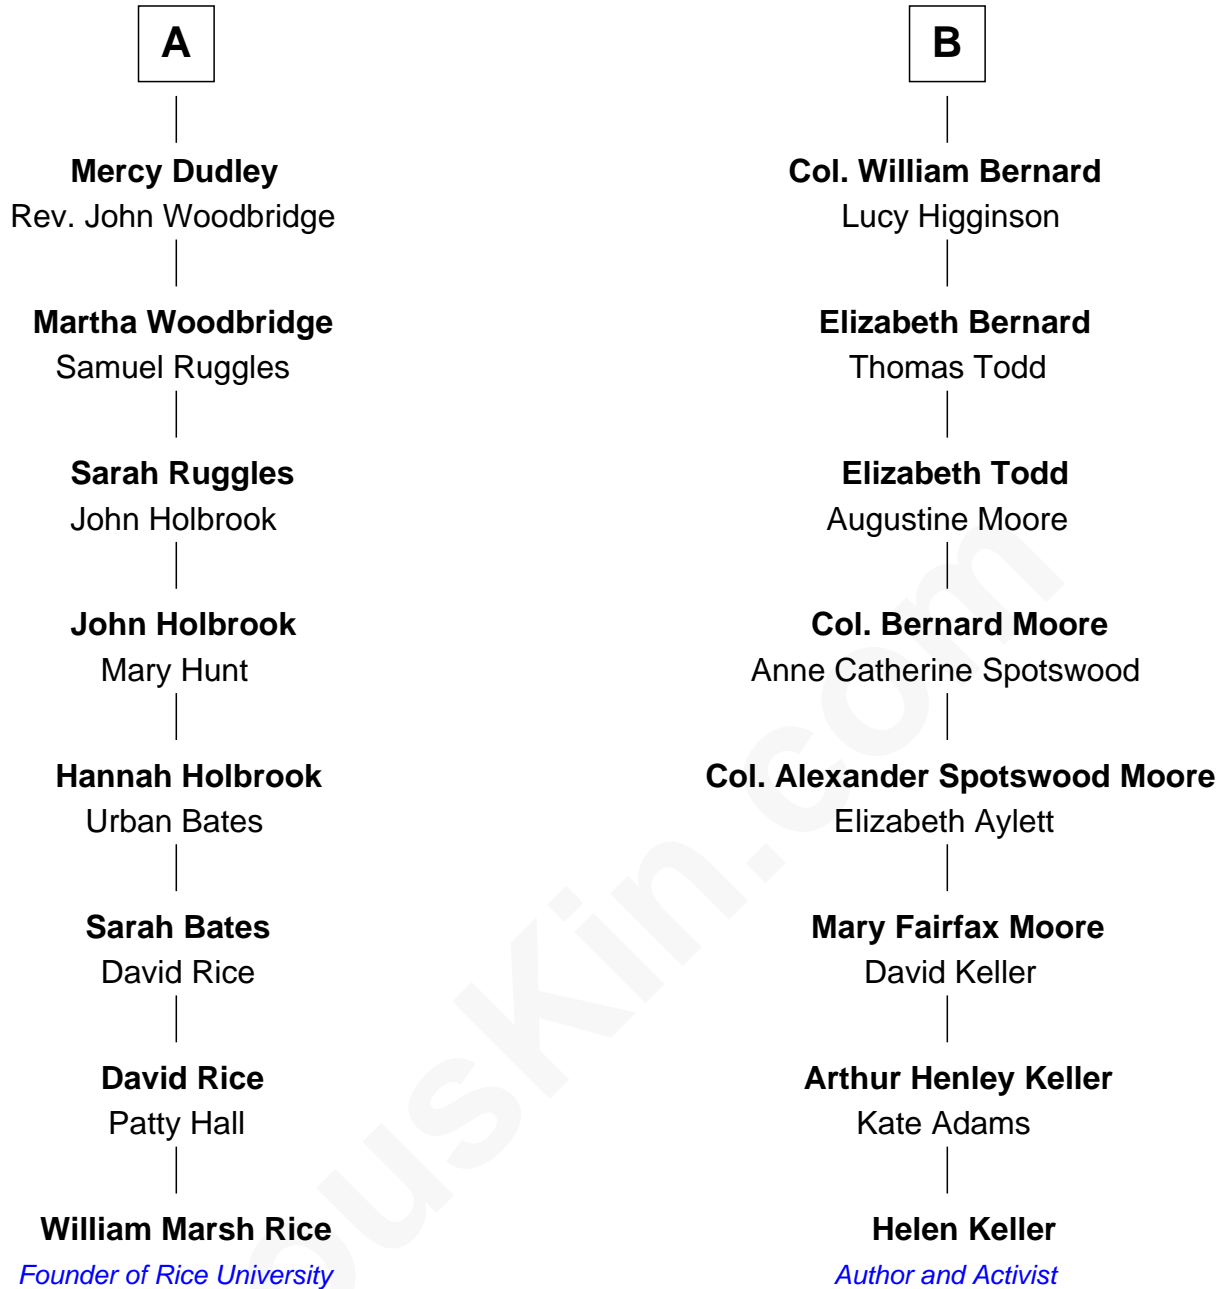 A
Mercy Dudley
Rev. John Woodbridge
Martha Woodbridge
Samuel Ruggles
Sarah Ruggles
John Holbrook
John Holbrook
Mary Hunt
Hannah Holbrook
Urban Bates
Sarah Bates
David Rice
David Rice
Patty Hall
William Marsh Rice
Founder of Rice University
B
Col. William Bernard
Lucy Higginson
Elizabeth Bernard
Thomas Todd
Elizabeth Todd
Augustine Moore
Col. Bernard Moore
Anne Catherine Spotswood
Col. Alexander Spotswood Moore
Elizabeth Aylett
Mary Fairfax Moore
David Keller
Arthur Henley Keller
Kate Adams
Helen Keller
Author and Activist
ousKin.com